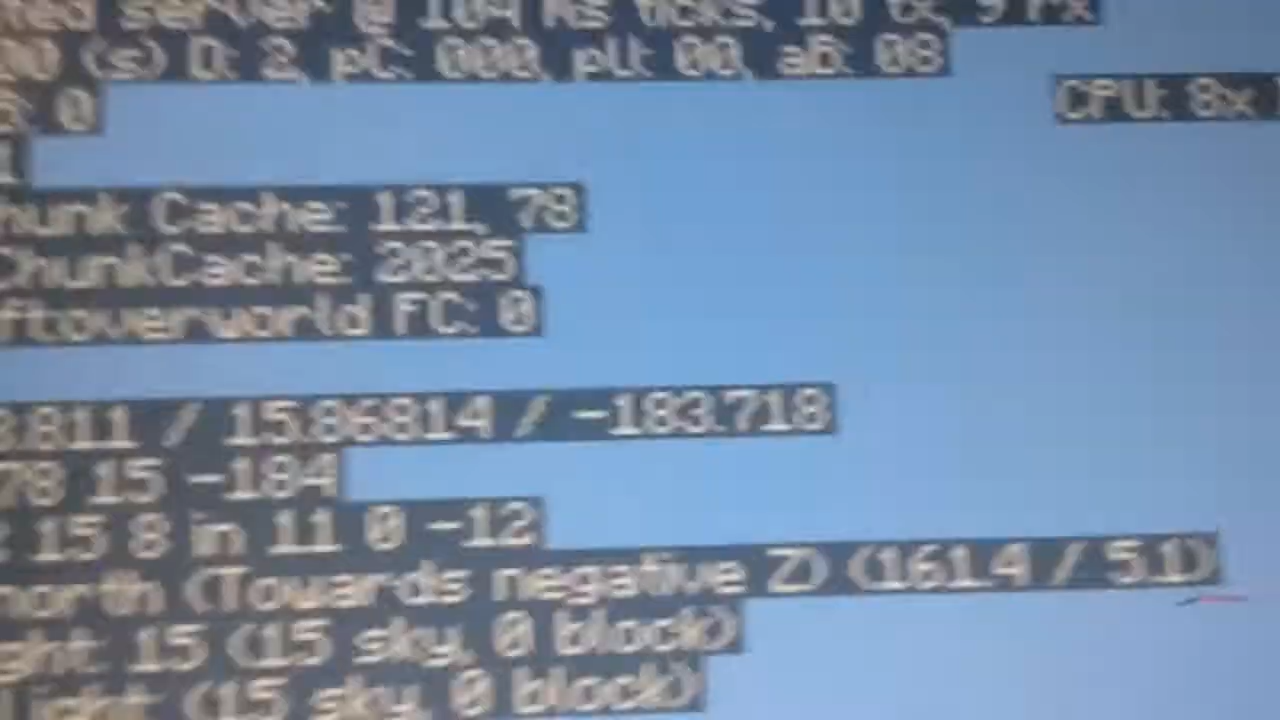 server @ 104 ms ticks, 10 tx, 9 rx
(s) D: 2, pC: 000, pU: 00, aB: 08
CPU: 8x
0
1
hunk Cache: 121, 78
ChunkCache: 2025
ftoverworld FC: 0
8.811 / 15.86814 / -183.718
78 15 -184
: 15 8 in 11 0 -12
north (Towards negative Z) (161.4 / 5.1)
ght: 15 (15 sky, 0 block)
Light: (15 sky, 0 block)